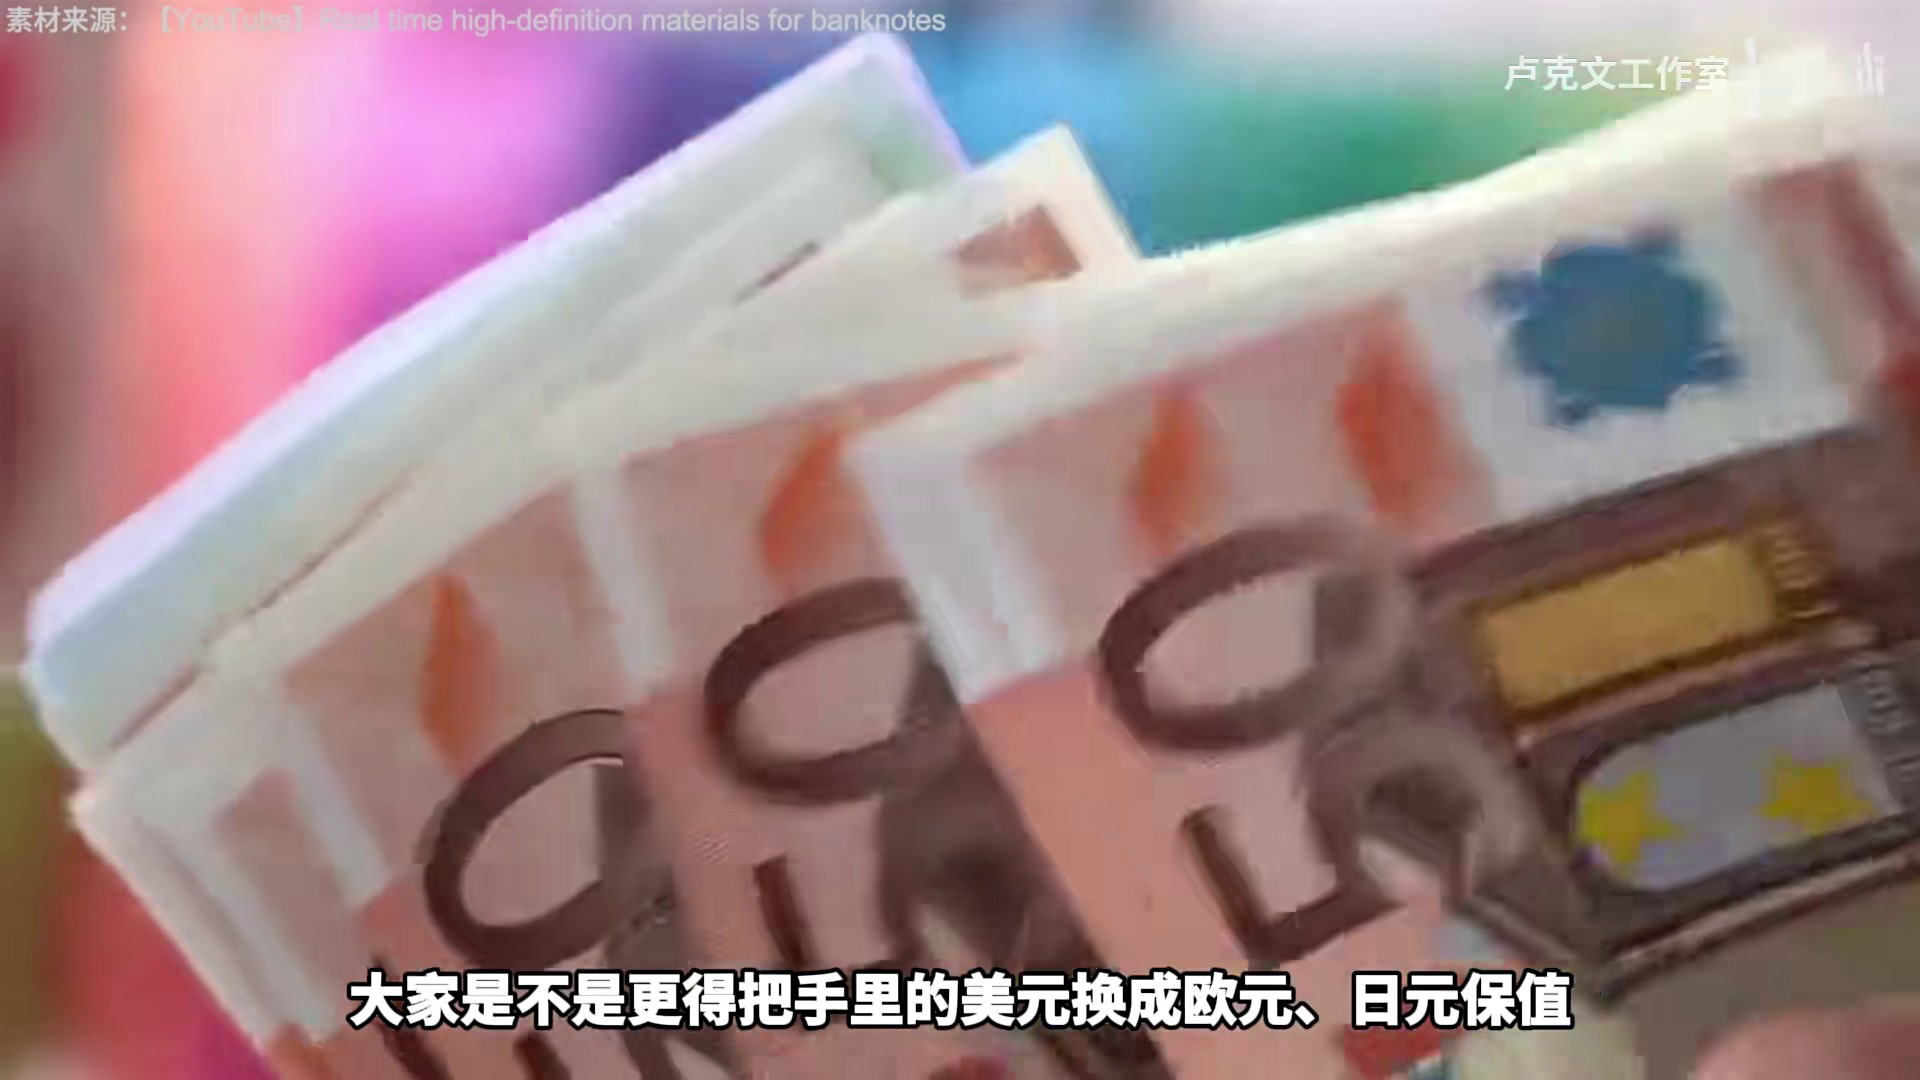 素材来源：【YouTube】Real time high-definition materials for banknotes
卢克文工作室
大家是不是更得把手里的美元换成欧元、日元保值